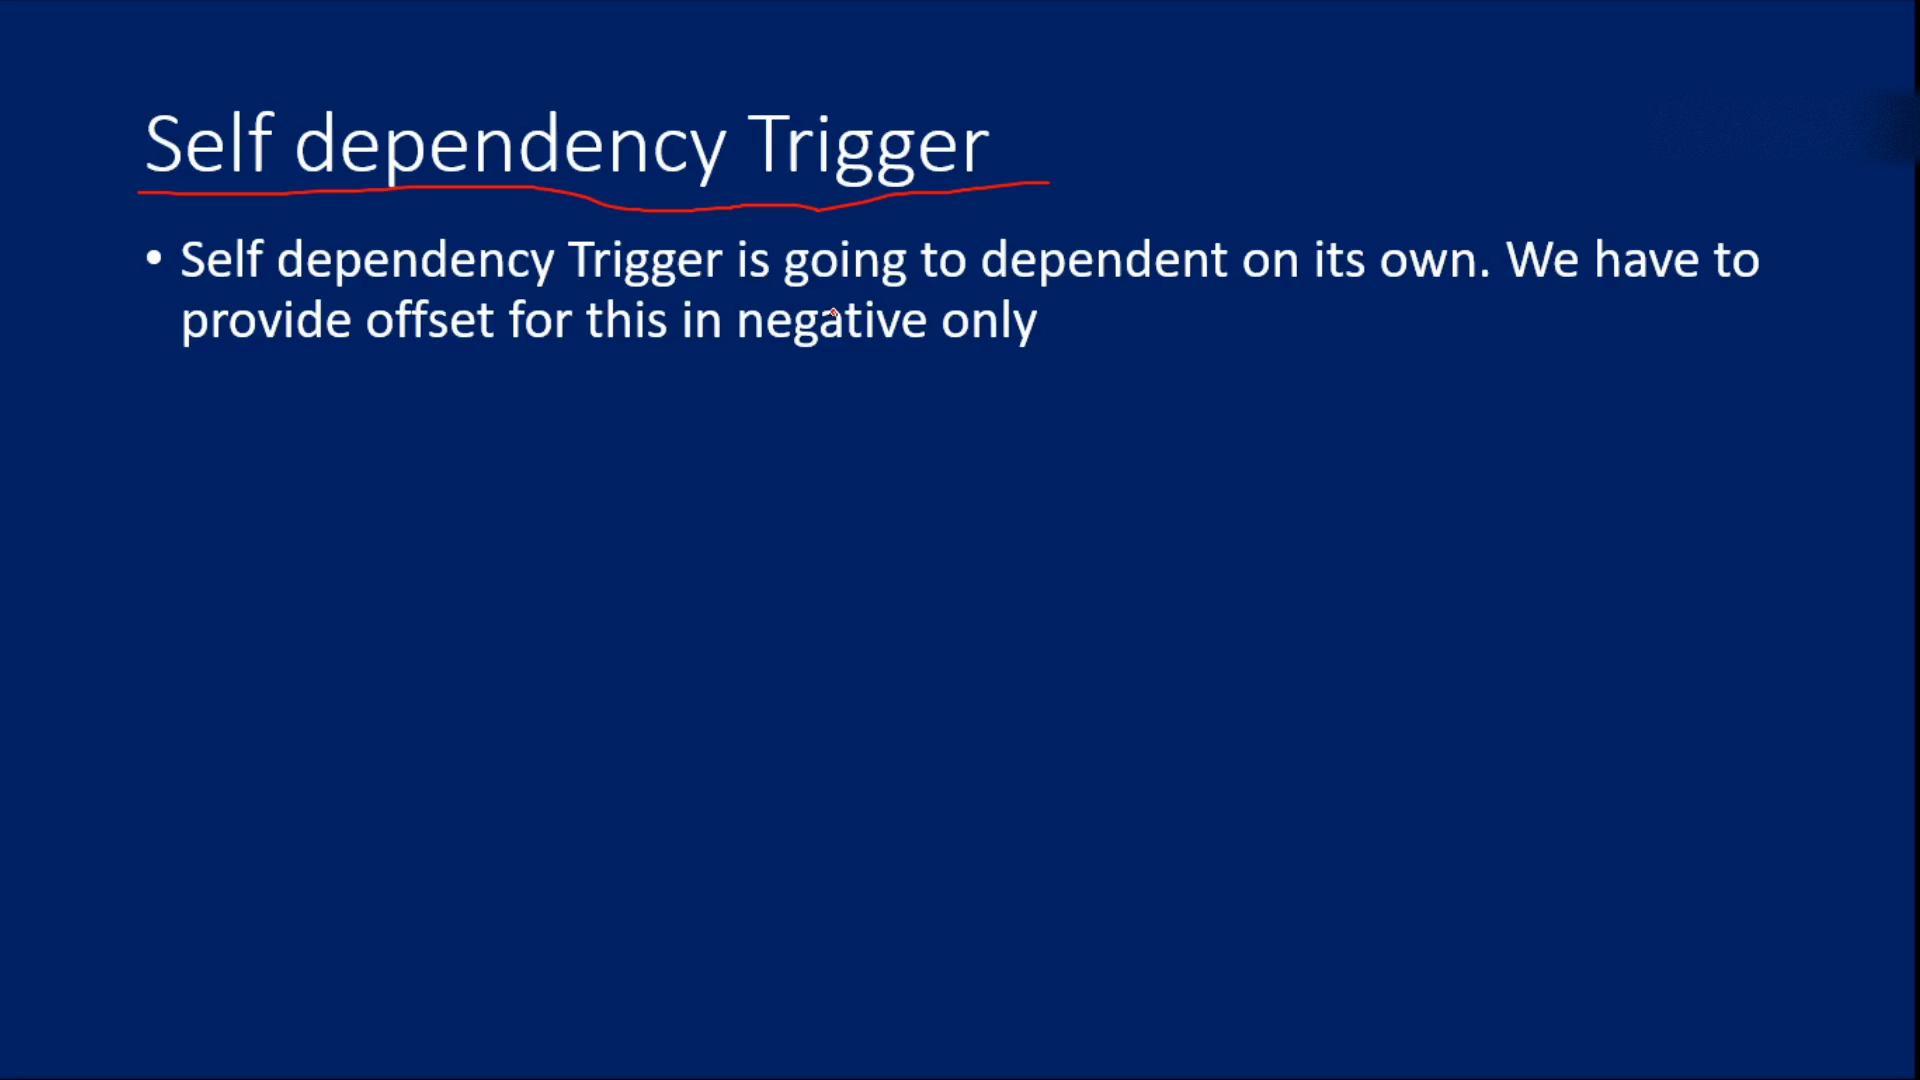 Self dependency Trigger
• Self dependency Trigger is going to dependent on its own. We have to
provide offset for this in negative only